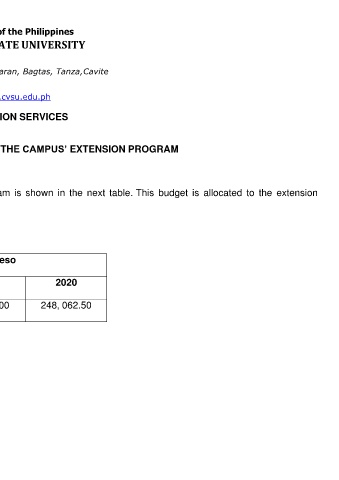 of the Philippines
ATE UNIVERSITY
aran, Bagtas, Tanza,Cavite
.cvsu.edu.ph
ION SERVICES
THE CAMPUS' EXTENSION PROGRAM
am is shown in the next table. This budget is allocated to the extension
eso
2020
00 248, 062.50